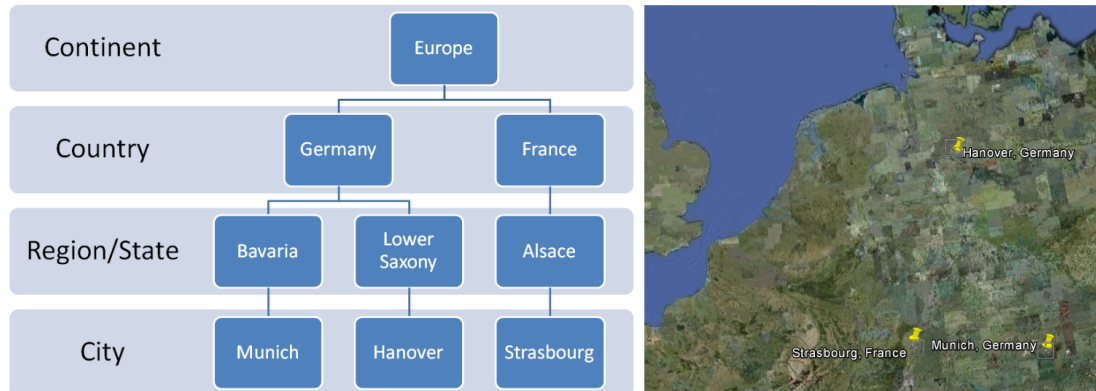 Continent
Europe
Country
Germany
France
Region/State
Bavaria
Lower
Saxony
Alsace
City
Munich
Hanover
Strasbourg
Hanover, Germany
Strasbourg, France
Munich, Germany